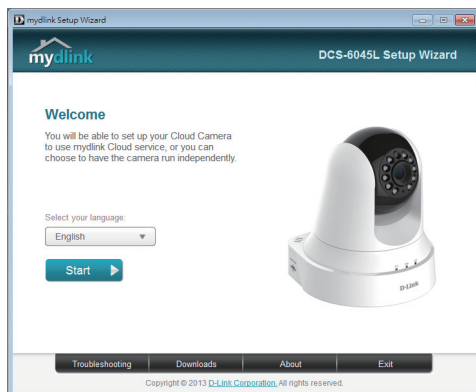 mydlink Setup Wizard
mydlink
DCS-6045L Setup Wizard
Welcome
You will be able to set up your Cloud Camera
to use mydlink Cloud service, or you can
choose to have the camera run independently.
Select your language:
English
Start
D-Link
Troubleshooting Downloads About Exit
Copyright © 2013 D-Link Corporation. All rights reserved.